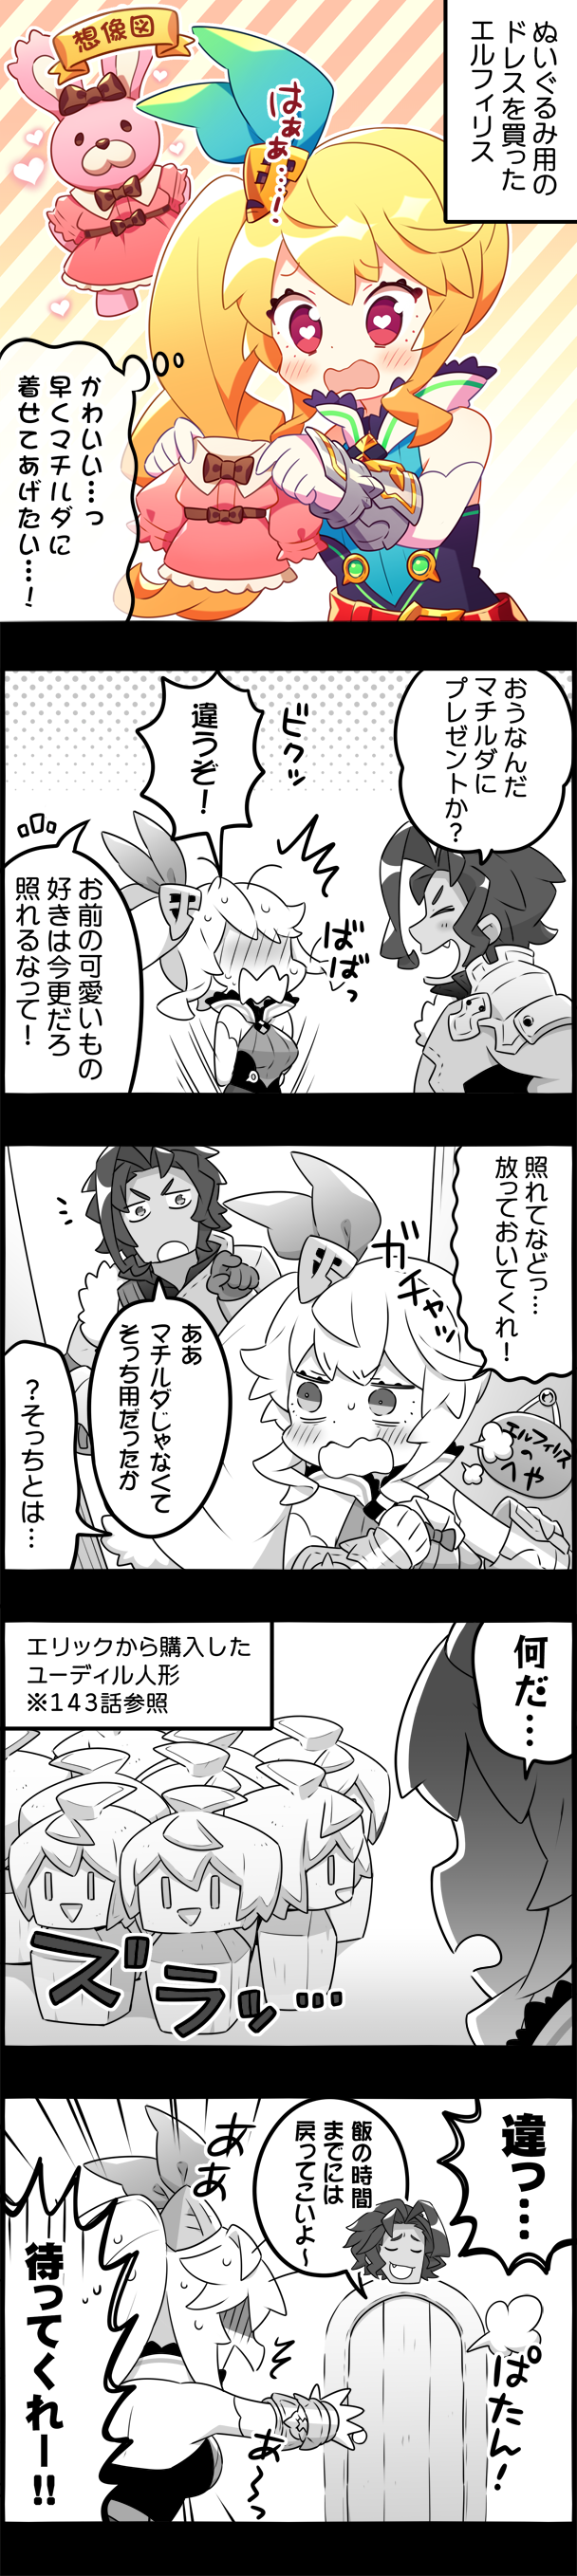 ぬいぐるみ用の
ドレスを買った
エルフィリス
想像図
はぁぁ…！
かわいい…っ
早くマチルダに
着せてあげたい…！
おうなんだ
マチルダに
プレゼントか？
ビクッ
違うぞ！
ばばっ
お前の可愛いもの
好きは今更だろ
照れるなって！
照れてなどっ…
放っておいてくれ！
ガチャッ
エルフィリス
の
へや
ああ
マチルダじゃなくて
そっち用だったか
？そっちとは…
何だ…
エリックから購入した
ユーディル人形
※143話参照
ズラッ…
違っ…
飯の時間
までには
戻ってこいよ～
ぱたん！
ああ
あ～っ
待ってくれー!!